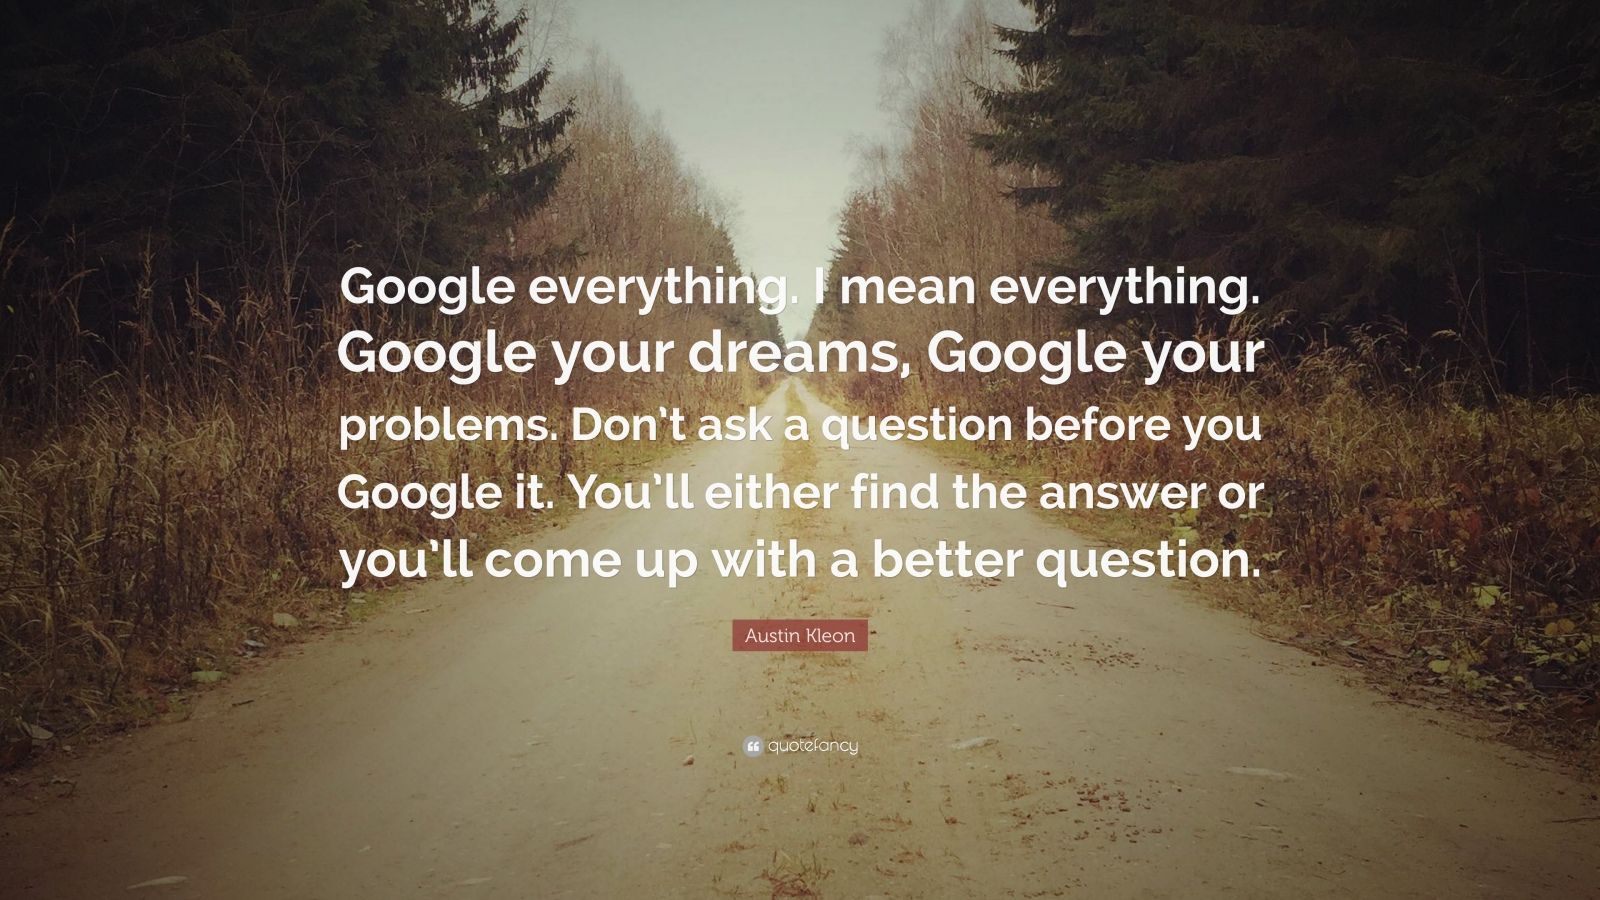 Google everything. I mean everything.
Google your dreams, Google your
problems. Don’t ask a question before you
Google it. You’ll either find the answer or
you’ll come up with a better question.
Austin Kleon
quotefancy